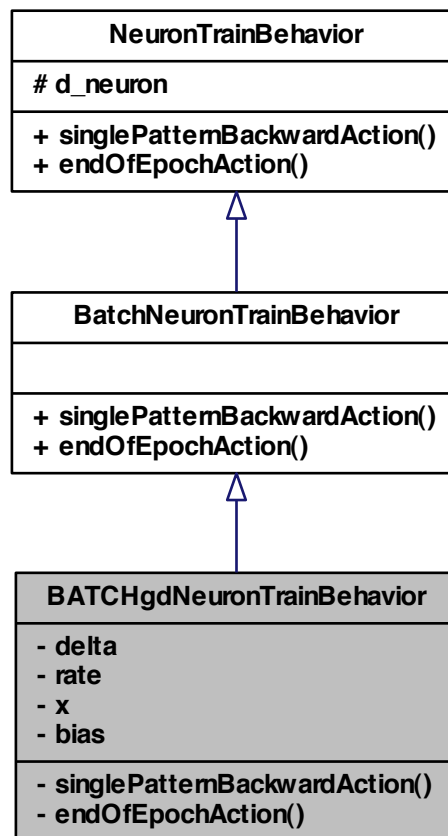 NeuronTrainBehavior
# d_neuron
+ singlePatternBackwardAction()
+ endOfEpochAction()
BatchNeuronTrainBehavior
+ singlePatternBackwardAction()
+ endOfEpochAction()
BATCHgdNeuronTrainBehavior
- delta
- rate
- x
- bias
- singlePatternBackwardAction()
- endOfEpochAction()